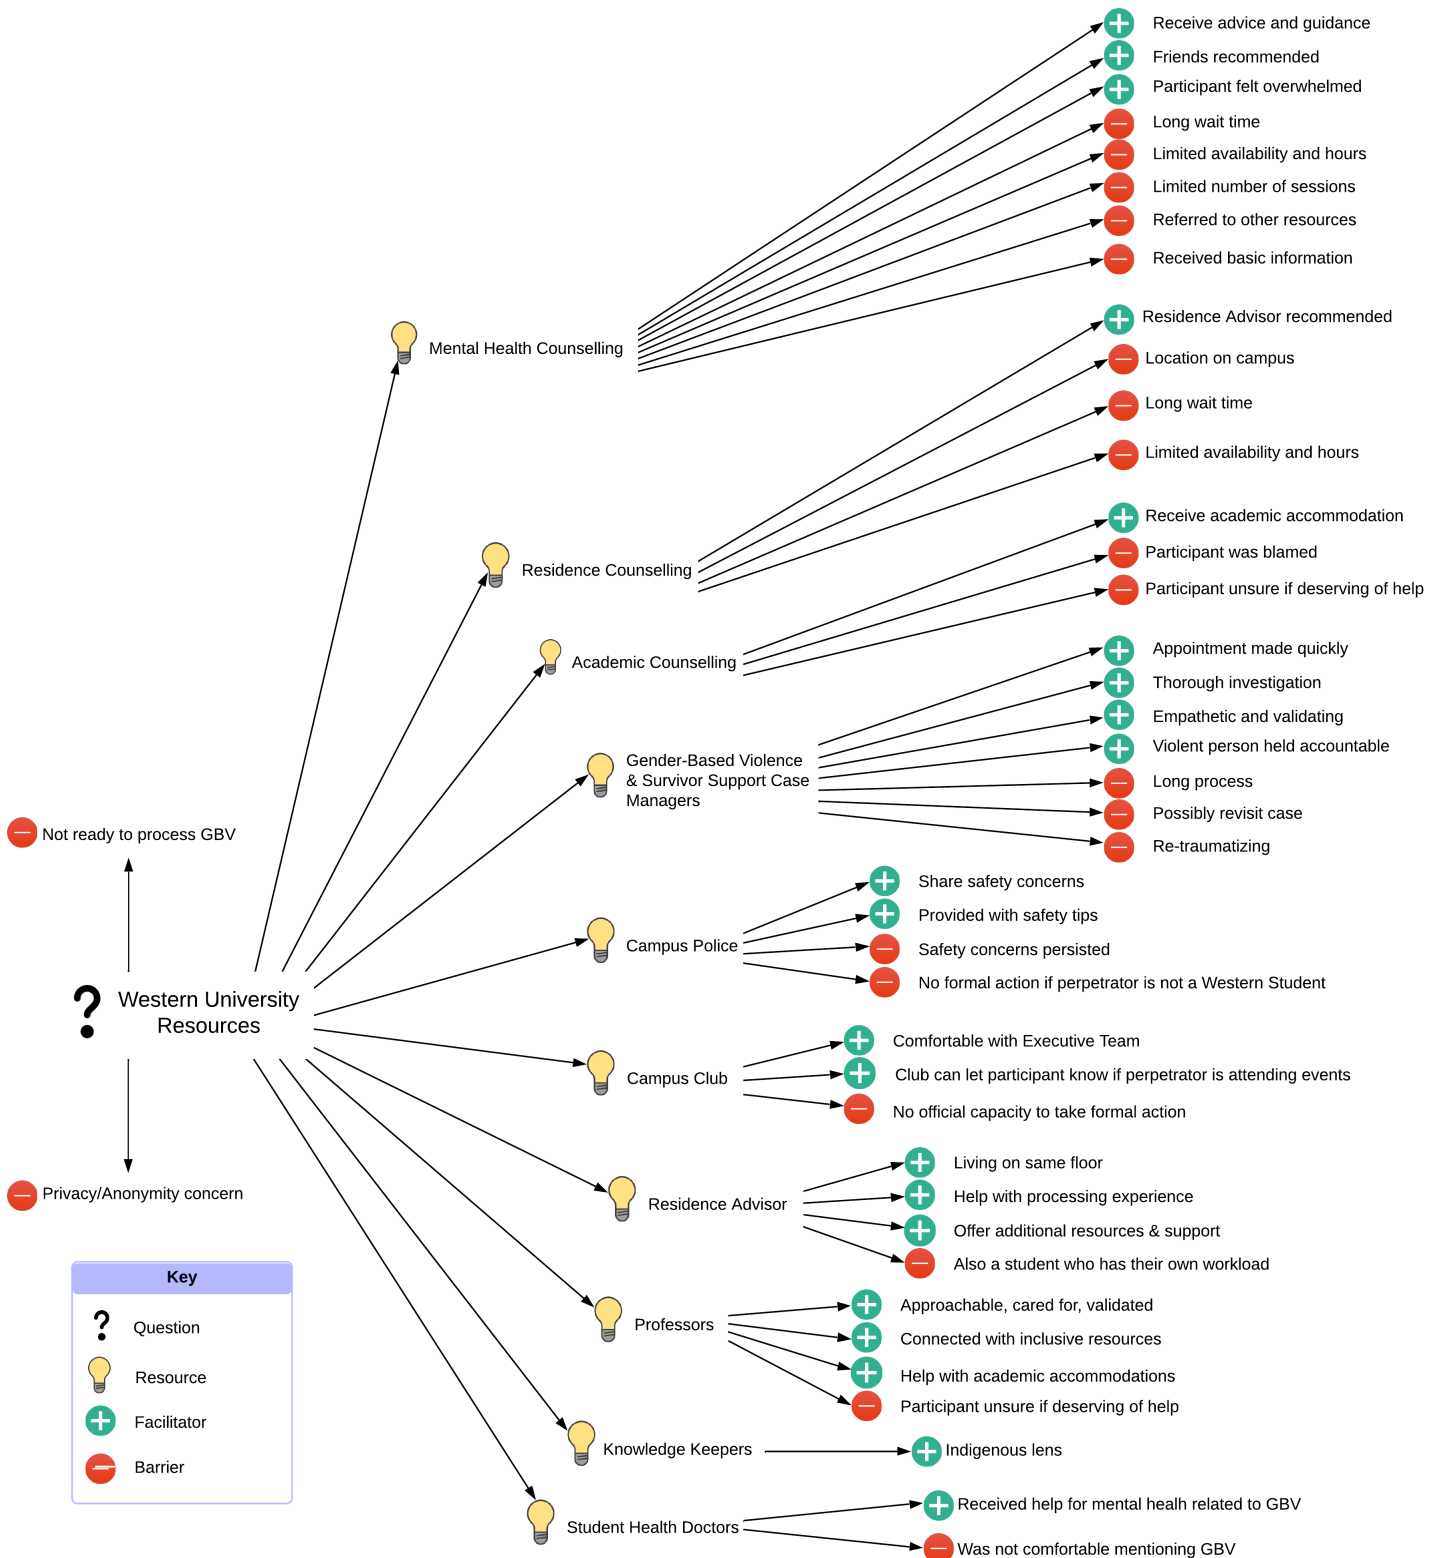 Receive advice and guidance
Friends recommended
Participant felt overwhelmed
Long wait time
Limited availability and hours
Limited number of sessions
Referred to other resources
Received basic information
Mental Health Counselling
Residence Advisor recommended
Location on campus
Long wait time
Limited availability and hours
Residence Counselling
Receive academic accommodation
Participant was blamed
Participant unsure if deserving of help
Academic Counselling
Appointment made quickly
Thorough investigation
Empathetic and validating
Violent person held accountable
Long process
Possibly revisit case
Re-traumatizing
Gender-Based Violence
& Survivor Support Case
Managers
Not ready to process GBV
Share safety concerns
Provided with safety tips
Safety concerns persisted
No formal action if perpetrator is not a Western Student
Campus Police
? Western University
Resources
Comfortable with Executive Team
Club can let participant know if perpetrator is attending events
No official capacity to take formal action
Campus Club
Privacy/Anonymity concern
Living on same floor
Help with processing experience
Offer additional resources & support
Also a student who has their own workload
Residence Advisor
Approachable, cared for, validated
Connected with inclusive resources
Help with academic accommodations
Participant unsure if deserving of help
Professors
Knowledge Keepers
Indigenous lens
Student Health Doctors
Received help for mental healh related to GBV
Was not comfortable mentioning GBV
Key
? Question
Resource
Facilitator
Barrier